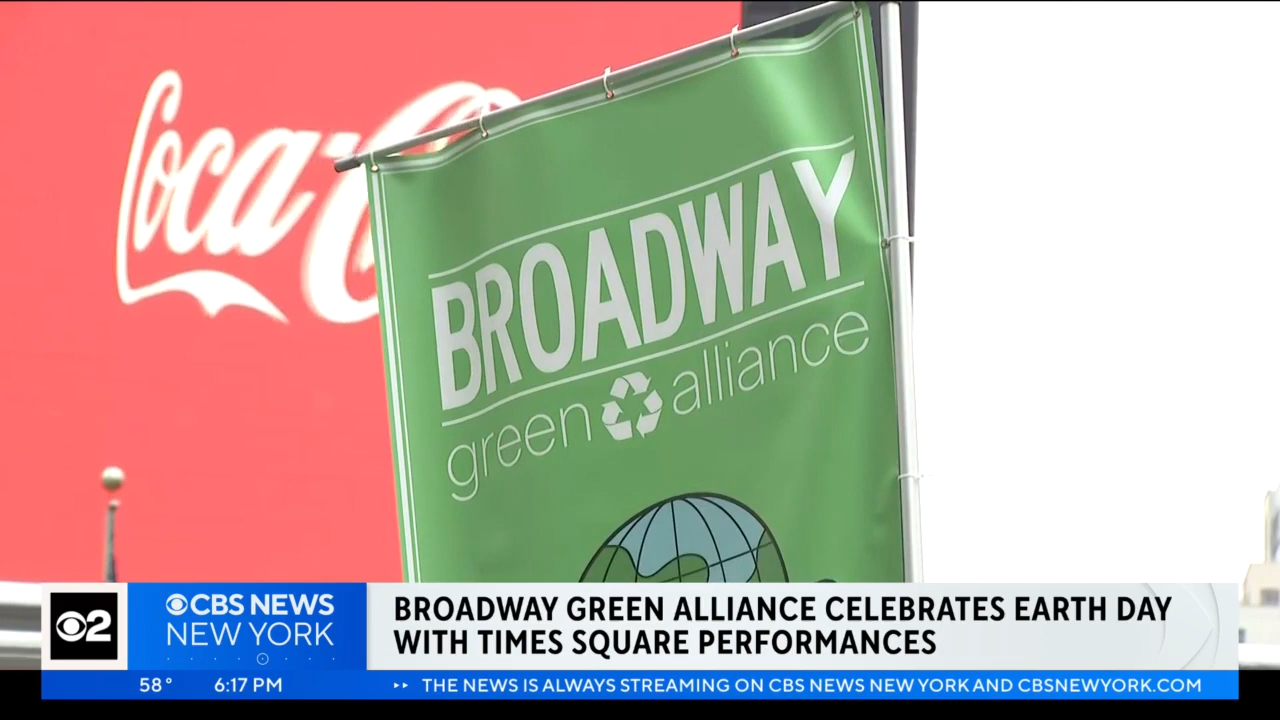 Coca-C
BROADWAY
green alliance
2
CBS NEWS
NEW YORK
BROADWAY GREEN ALLIANCE CELEBRATES EARTH DAY
WITH TIMES SQUARE PERFORMANCES
58° 6:17 PM THE NEWS IS ALWAYS STREAMING ON CBS NEWS NEW YORK AND CBSNEWYORK.COM